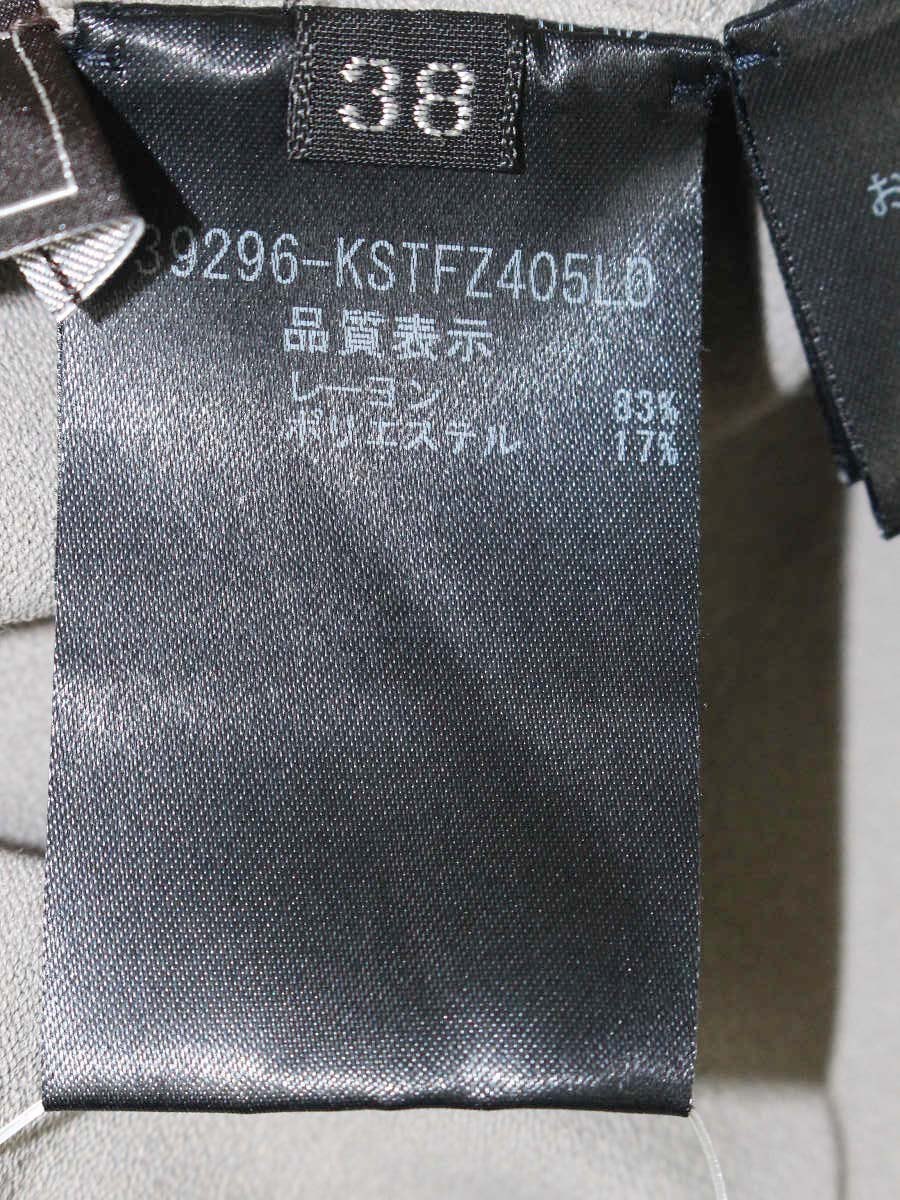 38
39296-KSTFZ405L0
品質表示
レーヨン 83%
ポリエステル 17%
お